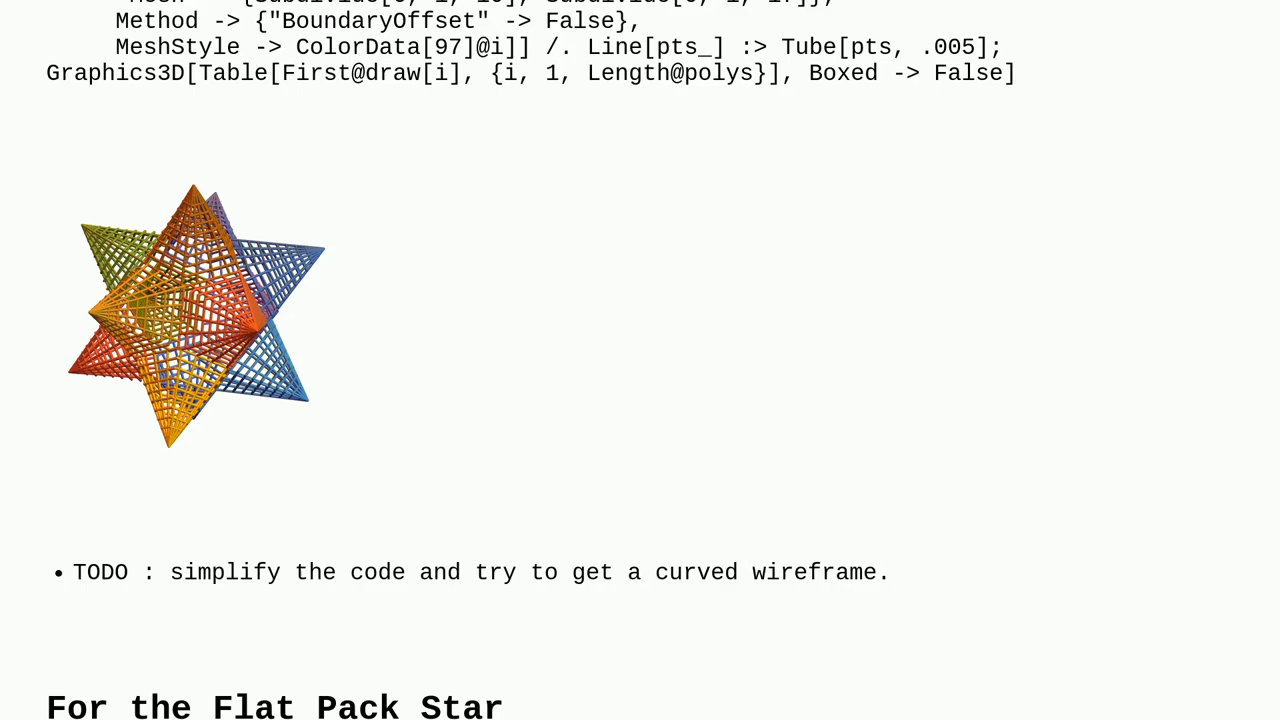 Method -> {"BoundaryOffset" -> False},
MeshStyle -> ColorData[97]@i]] /. Line[pts_] :> Tube[pts, .005];
Graphics3D[Table[First@draw[i], {i, 1, Length@polys}], Boxed -> False]
• TODO : simplify the code and try to get a curved wireframe.
For the Flat Pack Star